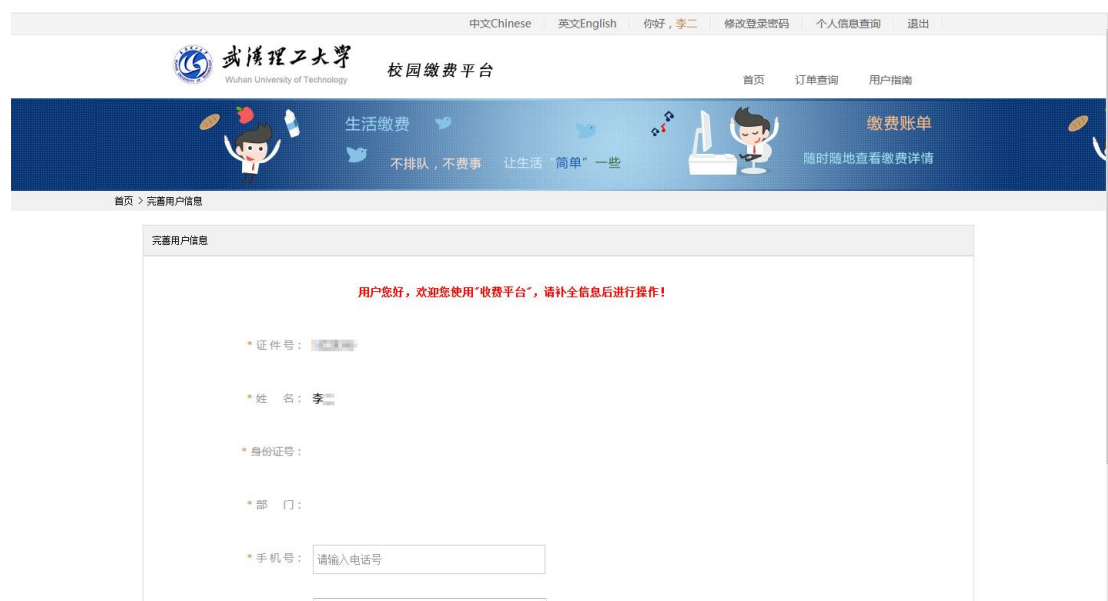 中文Chinese 英文English 你好，李二 修改登录密码 个人信息查询 退出
武汉理工大学
Wuhan University of Technology
校园缴费平台
首页 订单查询 用户指南
生活缴费
不排队，不费事 让生活“简单”一些
缴费账单
随时随地查看缴费详情
首页 > 完善用户信息
完善用户信息
用户您好，欢迎您使用"收费平台"，请补全信息后进行操作！
*证件号：
*姓 名： 李
*身份证号：
*部 门：
*手机号： 请输入电话号